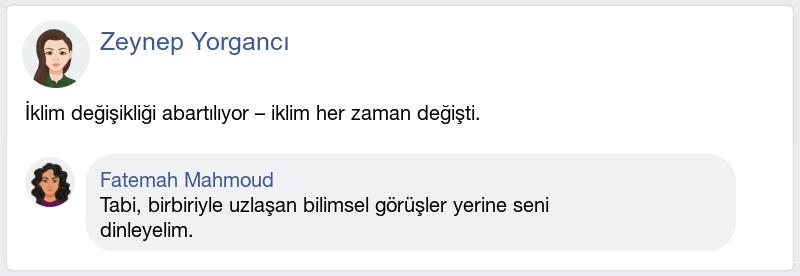 Zeynep Yorgancı
İklim değişikliği abartılıyor – iklim her zaman değişti.
Fatemah Mahmoud
Tabi, birbiriyle uzlaşan bilimsel görüşler yerine seni
dinleyelim.